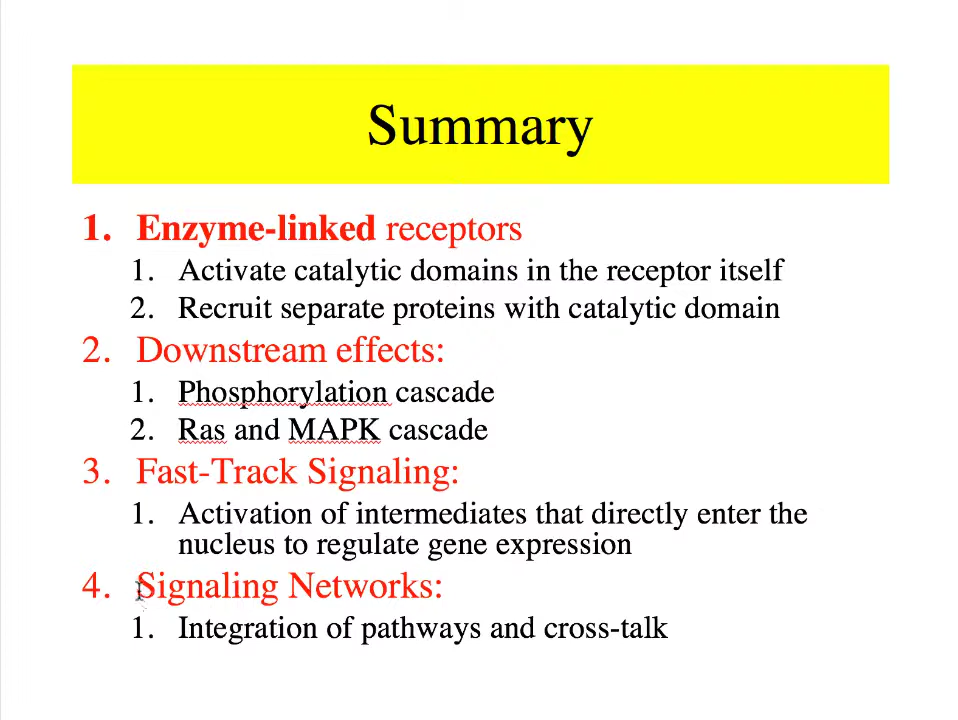 Summary
1. Enzyme-linked receptors
1. Activate catalytic domains in the receptor itself
2. Recruit separate proteins with catalytic domain
2. Downstream effects:
1. Phosphorylation cascade
2. Ras and MAPK cascade
3. Fast-Track Signaling:
1. Activation of intermediates that directly enter the
nucleus to regulate gene expression
4. Signaling Networks:
1. Integration of pathways and cross-talk